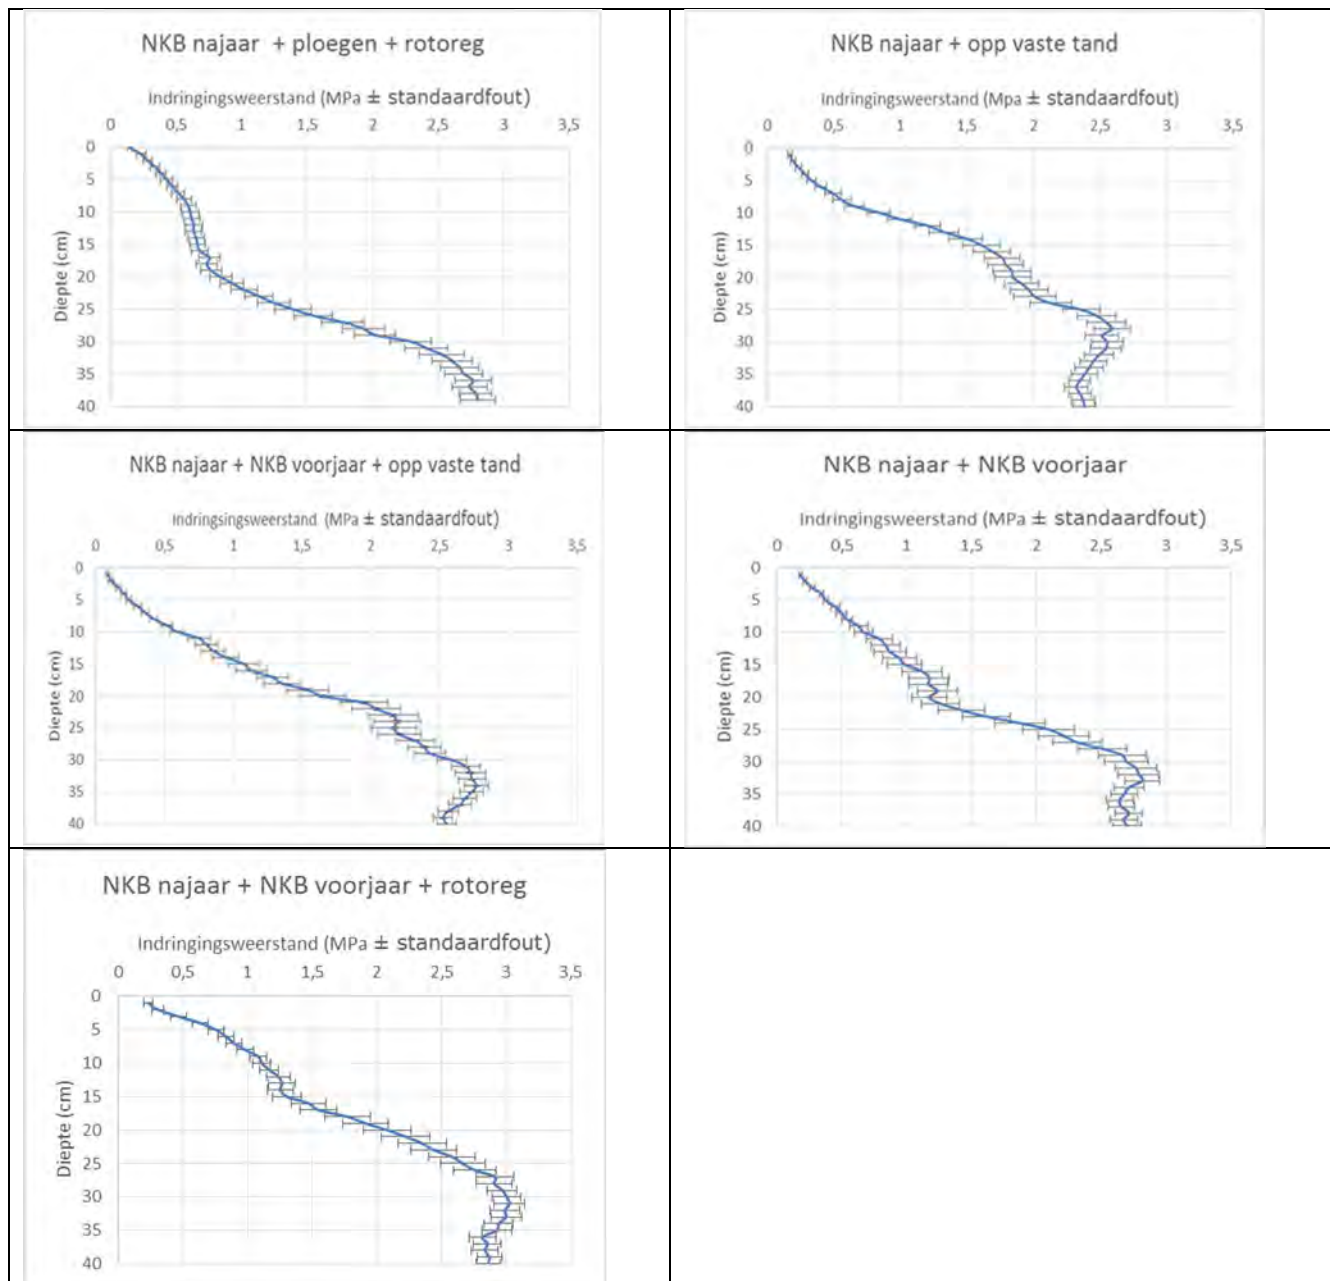 NKB najaar + ploegen + rotoreg
Indringingsweerstand (MPa ± standaardfout)
0 0,5 1 1,5 2 2,5 3 3,5
Diepte (cm)
0
5
10
15
20
25
30
35
40
NKB najaar + opp vaste tand
Indringingsweerstand (Mpa ± standaardfout)
0 0,5 1 1,5 2 2,5 3 3,5
Diepte (cm)
0
5
10
15
20
25
30
35
40
NKB najaar + NKB voorjaar + opp vaste tand
Indringsingsweerstand (MPa ± standaardfout)
0 0,5 1 1,5 2 2,5 3 3,5
Diepte (cm)
0
5
10
15
20
25
30
35
40
NKB najaar + NKB voorjaar
Indringingsweerstand (MPa ± standaardfout)
0 0,5 1 1,5 2 2,5 3 3,5
Diepte (cm)
0
5
10
15
20
25
30
35
40
NKB najaar + NKB voorjaar + rotoreg
Indringingsweerstand (MPa ± standaardfout)
0 0,5 1 1,5 2 2,5 3 3,5
Diepte (cm)
0
5
10
15
20
25
30
35
40